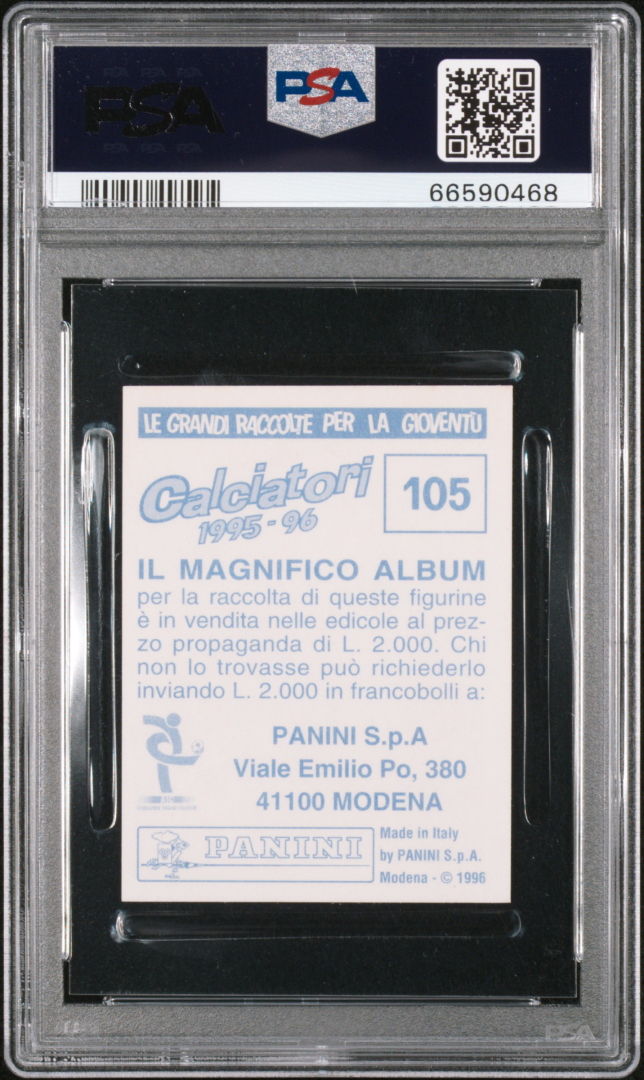 PSA
PSA
66590468
LE GRANDI RACCOLTE PER LA GIOVENTÙ
Calciatori
1995-96
105
IL MAGNIFICO ALBUM
per la raccolta di queste figurine
è in vendita nelle edicole al prez-
zo propaganda di L. 2.000. Chi
non lo trovasse può richiederlo
inviando L. 2.000 in francobolli a:
PANINI S.p.A
Viale Emilio Po, 380
41100 MODENA
PANINI
Made in Italy
by PANINI S.p.A.
Modena - © 1996
PSA